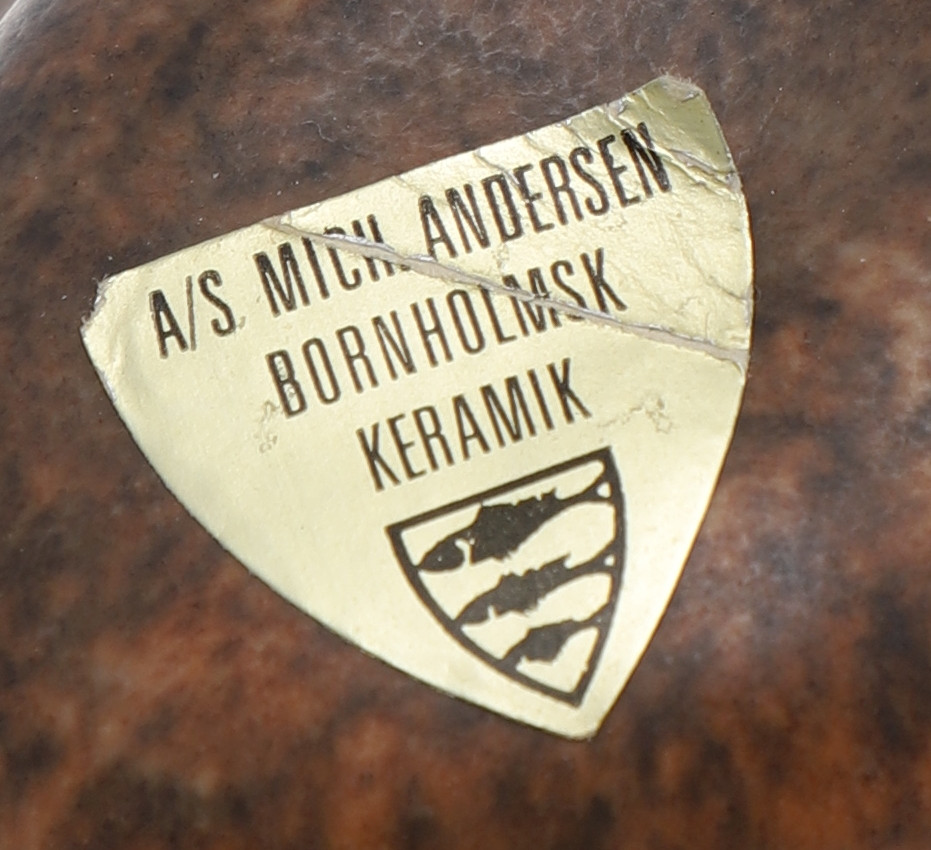 A/S MICH. ANDERSEN
BORNHOLMSK
KERAMIK